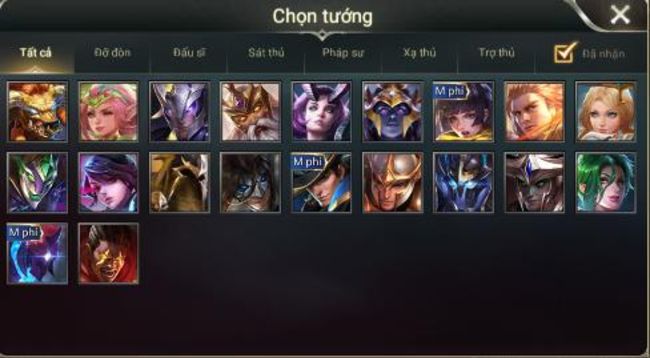 Chọn tướng
Tất cả Đỡ đòn Đấu sĩ Sát thủ Pháp sư Xạ thủ Trợ thủ Đã nhận
M phí
M phí
M phí